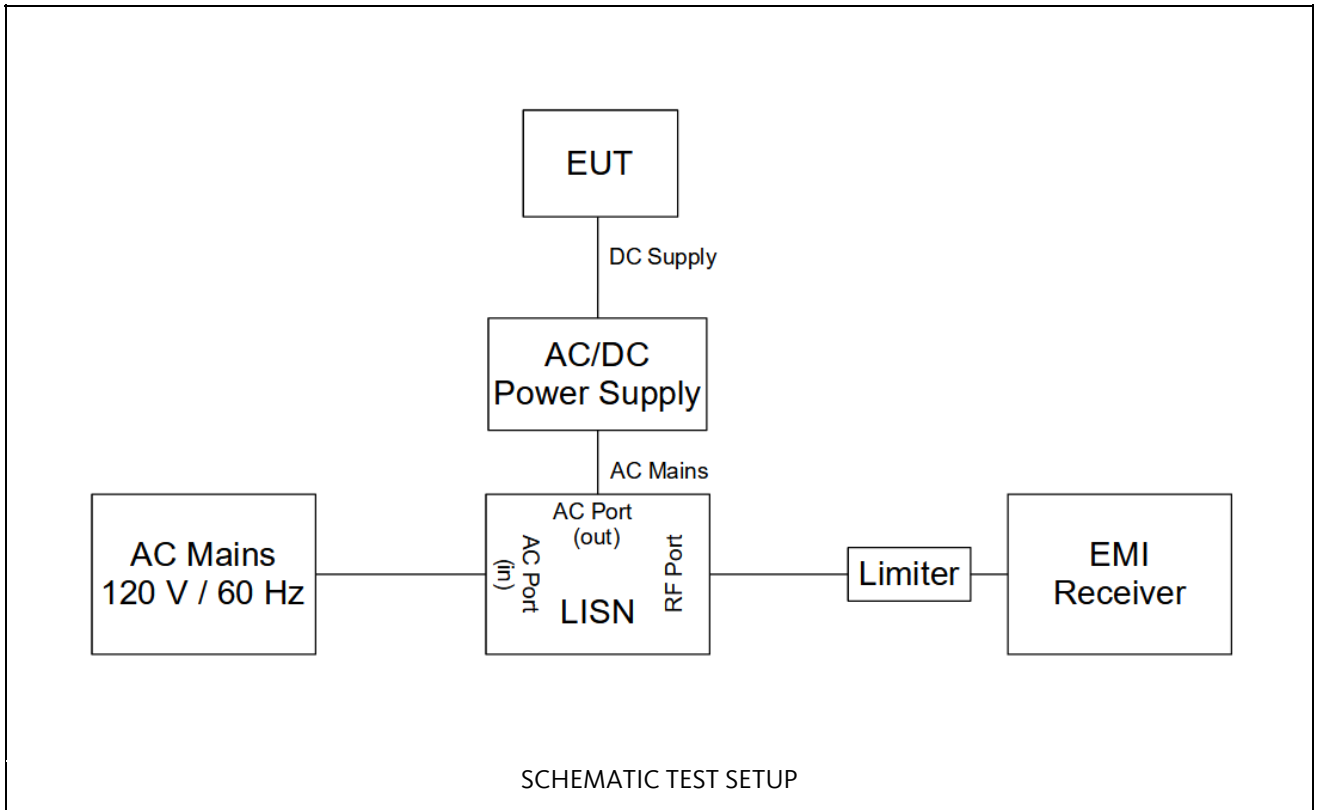 EUT
DC Supply
AC/DC
Power Supply
AC Mains
AC Mains
120 V / 60 Hz
AC Port
(out)
AC Port
(in)
RF Port
LISN
Limiter
EMI
Receiver
SCHEMATIC TEST SETUP